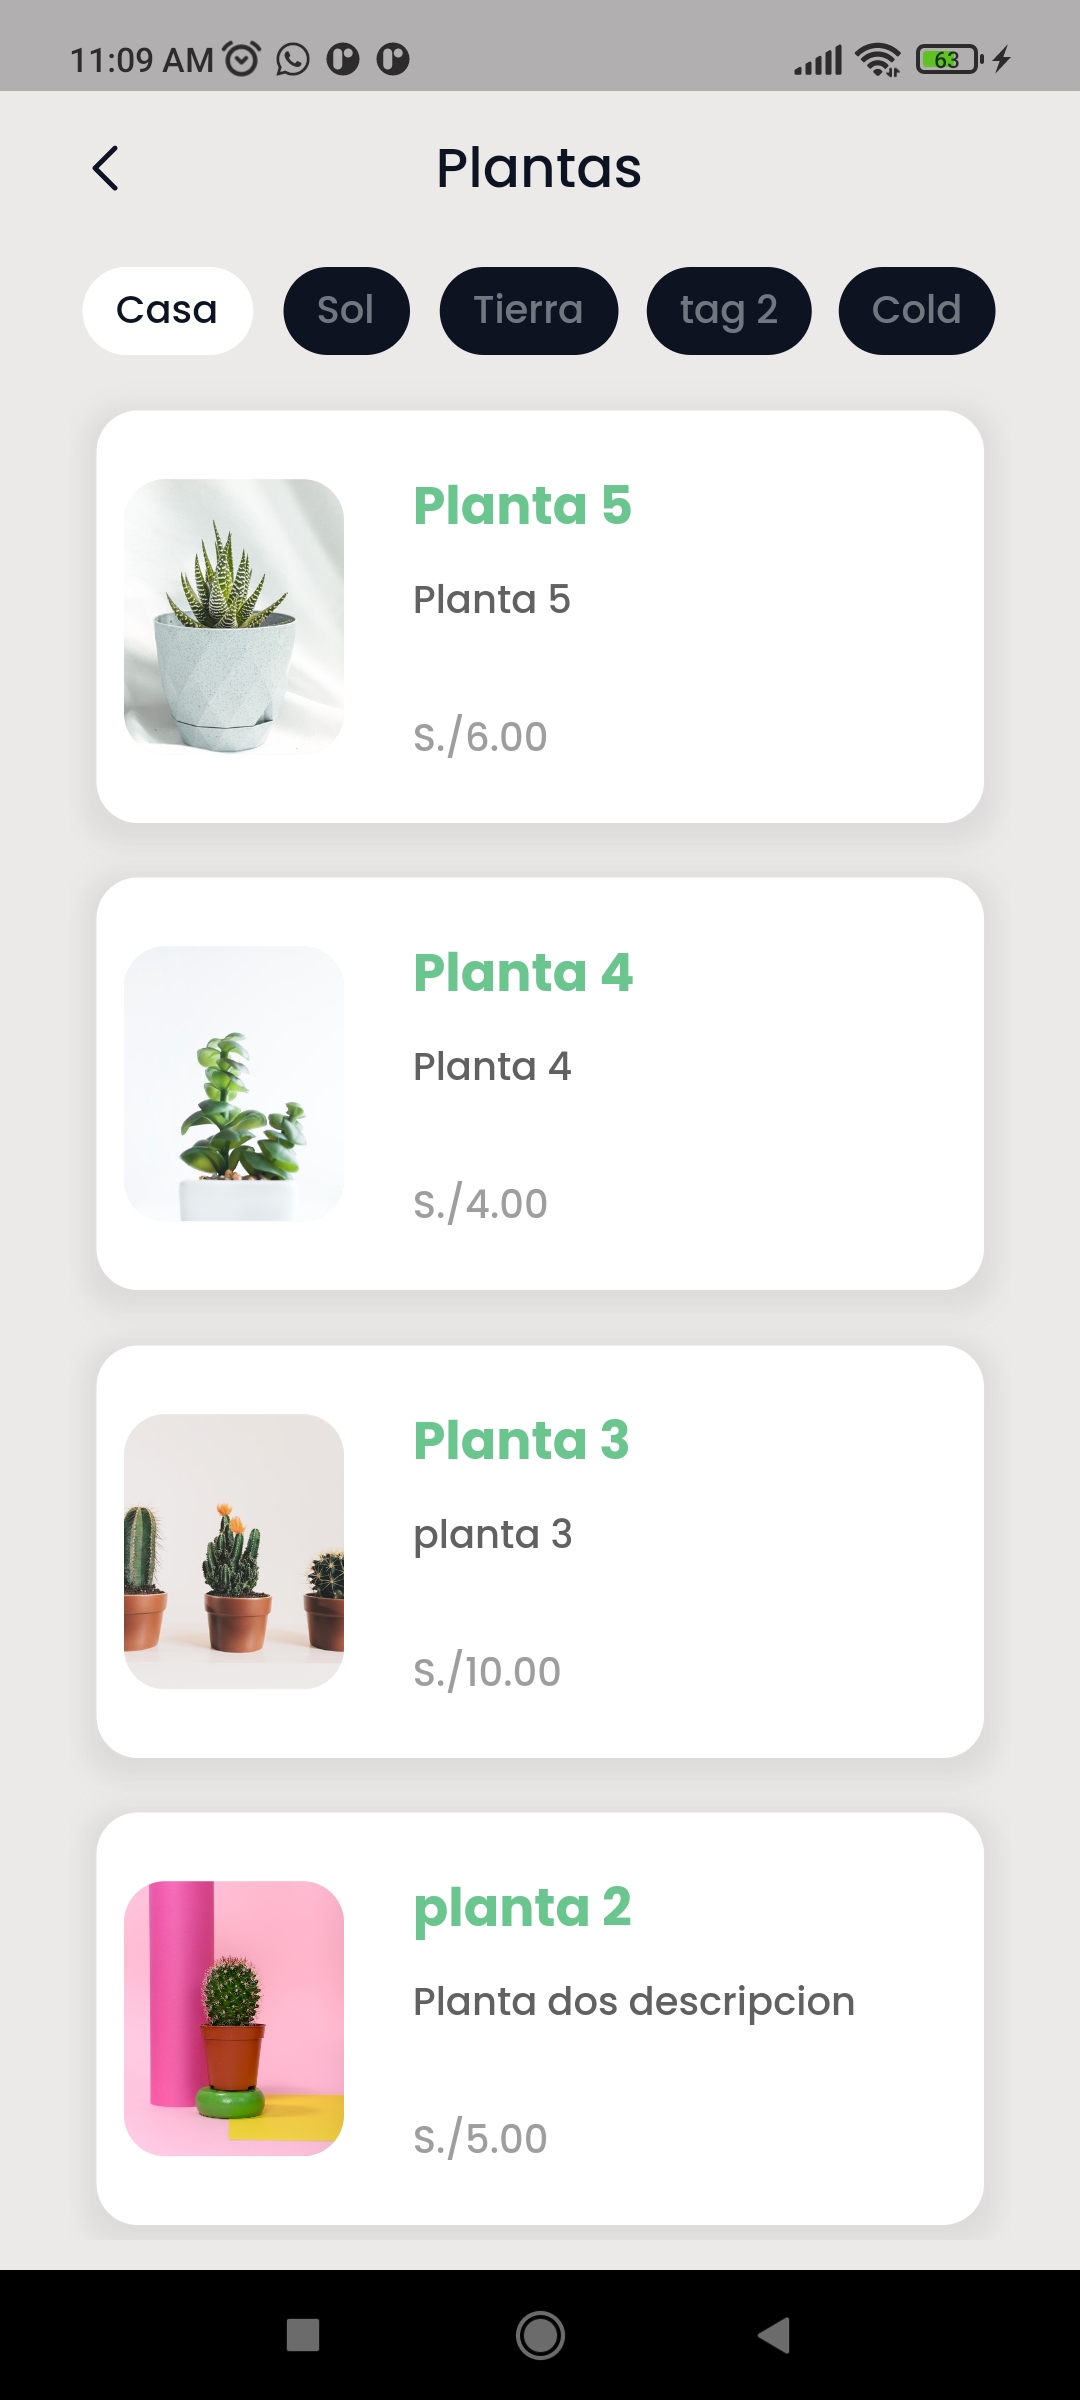 11:09 AM
63
Plantas
Casa Sol Tierra tag 2 Cold
Planta 5
Planta 5
S./6.00
Planta 4
Planta 4
S./4.00
Planta 3
planta 3
S./10.00
planta 2
Planta dos descripcion
S./5.00